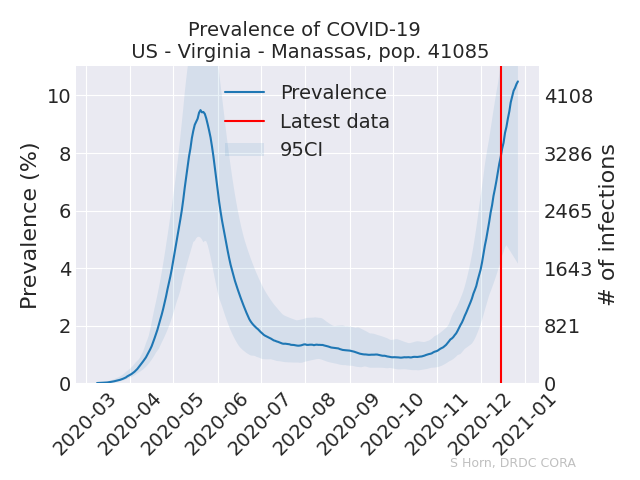 Prevalence of COVID-19
US - Virginia - Manassas, pop. 41085
Prevalence (%)
10
8
6
4
2
0
Prevalence
Latest data
95CI
4108
3286
2465
1643
821
0
# of infections
2020-03
2020-04
2020-05
2020-06
2020-07
2020-08
2020-09
2020-10
2020-11
2020-12
2021-01
S Horn, DRDC CORA